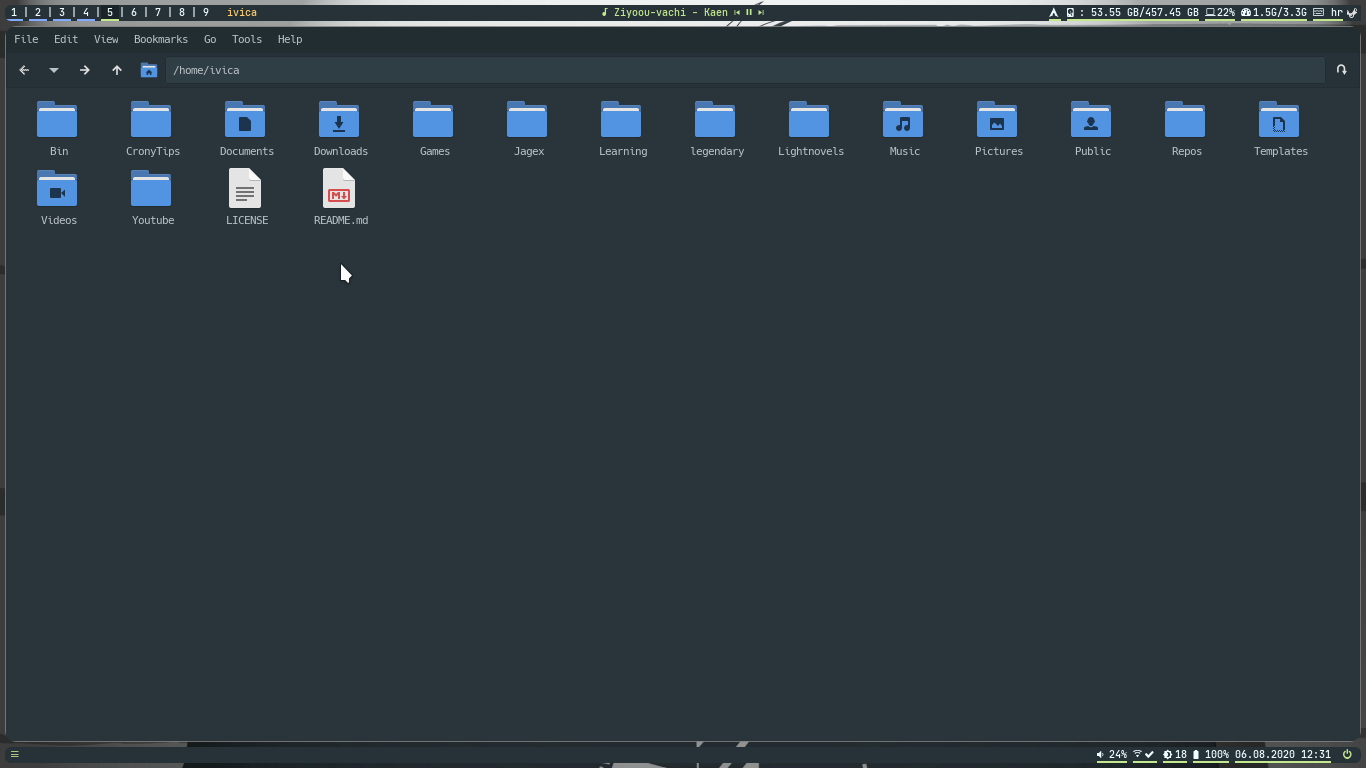 1 | 2 | 3 | 4 | 5 | 6 | 7 | 8 | 9 ivica Ziyoou-vachi - Kaen : 53.55 GB/457.45 GB 22% 1.5G/3.3G hr
File Edit View Bookmarks Go Tools Help
/home/ivica
Bin CronyTips Documents Downloads Games Jagex Learning legendary Lightnovels Music Pictures Public Repos Templates
Videos Youtube LICENSE README.md
24% 18 100% 06.08.2020 12:31